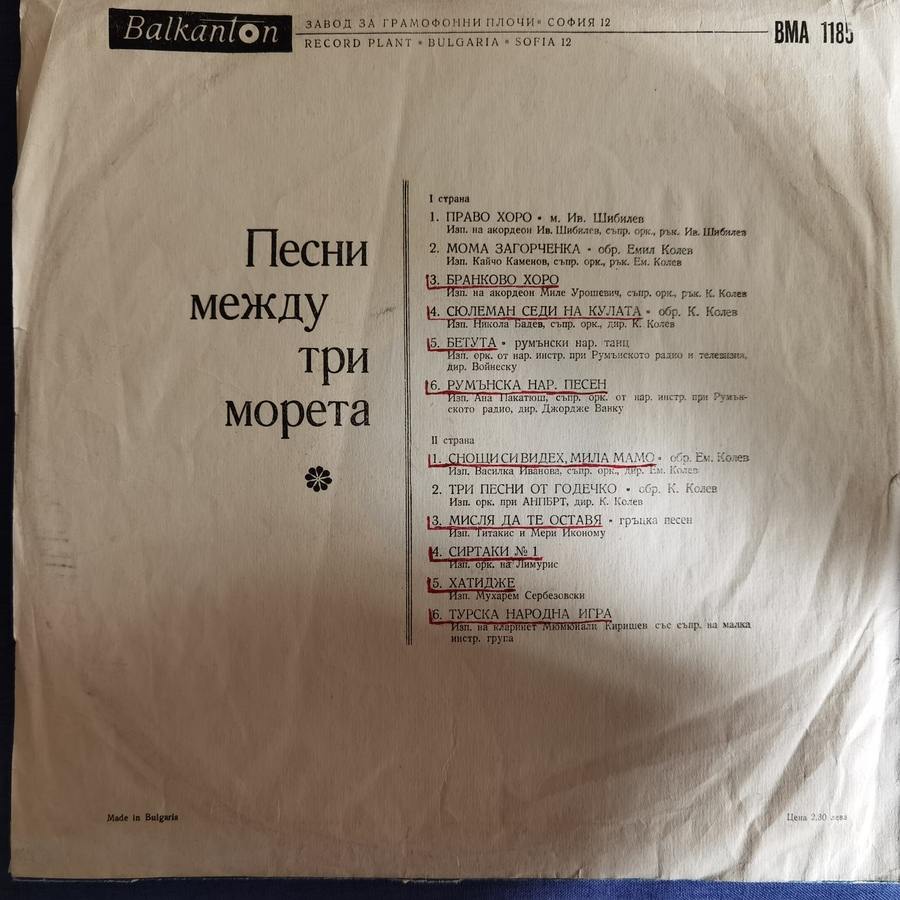 Balkanton
ЗАВОД ЗА ГРАМОФОННИ ПЛОЧИ • СОФИЯ 12
RECORD PLANT • BULGARIA • SOFIA 12
ВМА 1185
Песни
между
три
морета
I страна
1. ПРАВО ХОРО • м. Ив. Шибилев
Изп. на акордеон Ив. Шибилев, съпр. орк., рък. Ив. Шибилев
2. МОМА ЗАГОРЧЕНКА • обр. Емил Колев
Изп. Кайчо Каменов, съпр. орк., рък. Ем. Колев
3. БРАНКОВО ХОРО
Изп. на акордеон Миле Урошевич, съпр. орк., рък. К. Колев
4. СЮЛЕМАН СЕДИ НА КУЛАТА • обр. К. Колев
Изп. Никола Бадев, съпр. орк., дир. К. Колев
5. БЕТУТА • румънски нар. танц
Изп. орк. от нар. инстр. при Румънското радио и телевизия,
дир. Войнеску
6. РУМЪНСКА НАР. ПЕСЕН
Изп. Ана Пакатюш, съпр. орк. от нар. инстр. при Румън-
ското радио, дир. Джордже Ванку
II страна
1. СНОЩИ СИ ВИДЕХ, МИЛА МАМО • обр. Ем. Колев
Изп. Василка Иванова, съпр. орк., дир. Ем. Колев
2. ТРИ ПЕСНИ ОТ ГОДЕЧКО • обр. К. Колев
Изп. орк. при АНПБРТ, дир. К. Колев
3. МИСЛЯ ДА ТЕ ОСТАВЯ • гръцка песен
Изп. Титакис и Мери Иконому
4. СИРТАКИ № 1
Изп. орк. на Лимурис
5. ХАТИДЖЕ
Изп. Мухарем Сербезовски
6. ТУРСКА НАРОДНА ИГРА
Изп. на кларинет Мюмюнали Киришев със съпр. на малка
инстр. група
Made in Bulgaria
Цена 2,30 лева